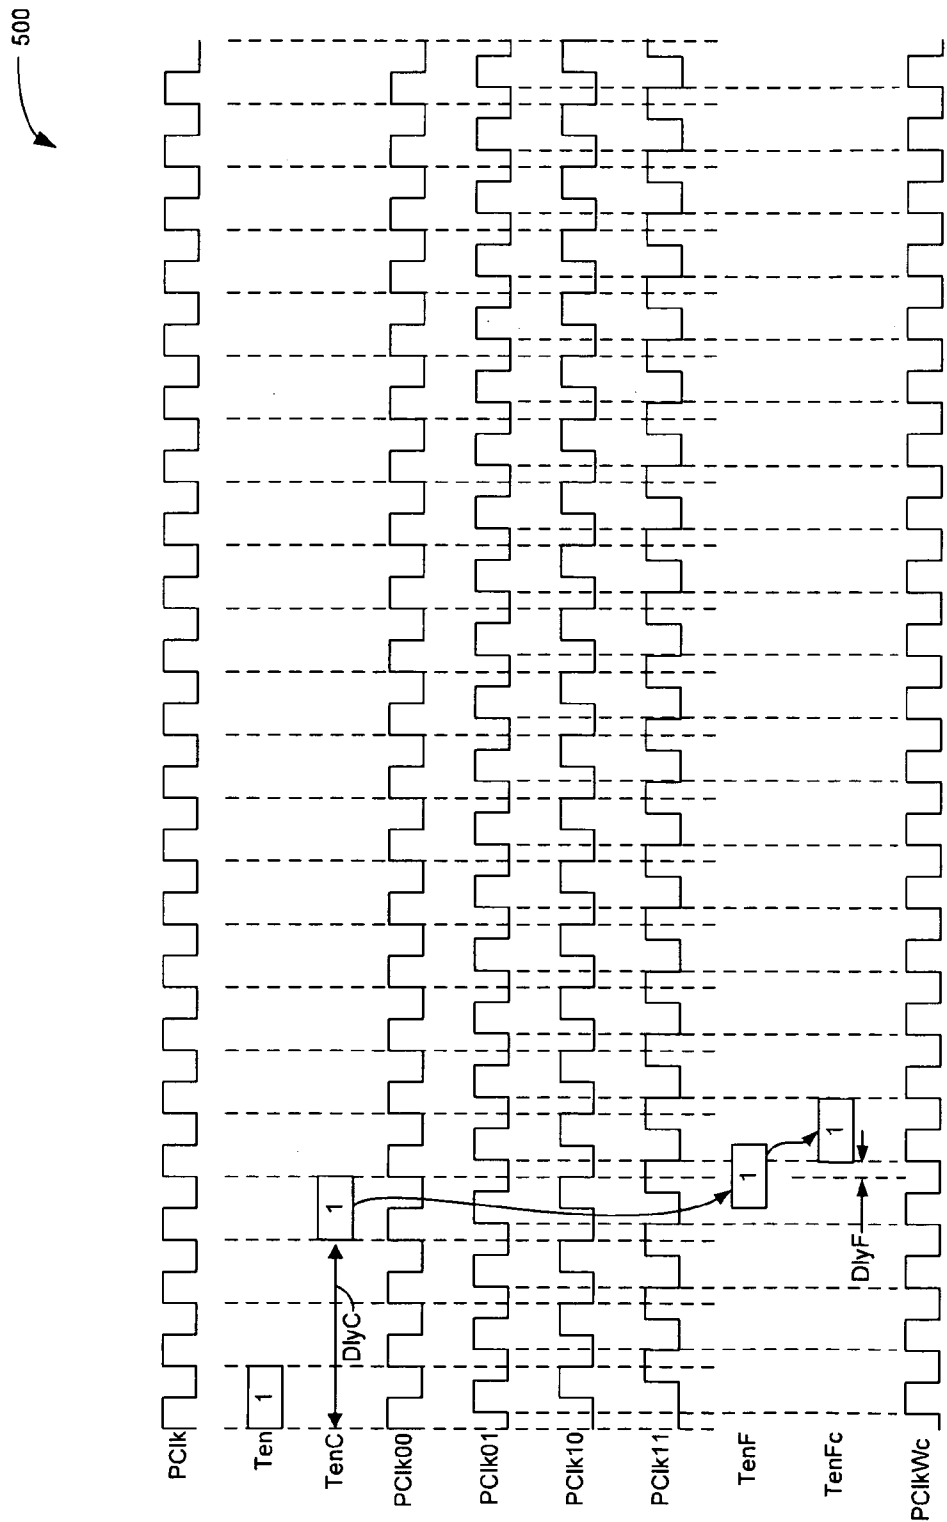 500
PClk
Ten
1
TenC
1
DlyC
PClk00
PClk01
PClk10
PClk11
TenF
1
TenFc
1
DlyF
PClkWc